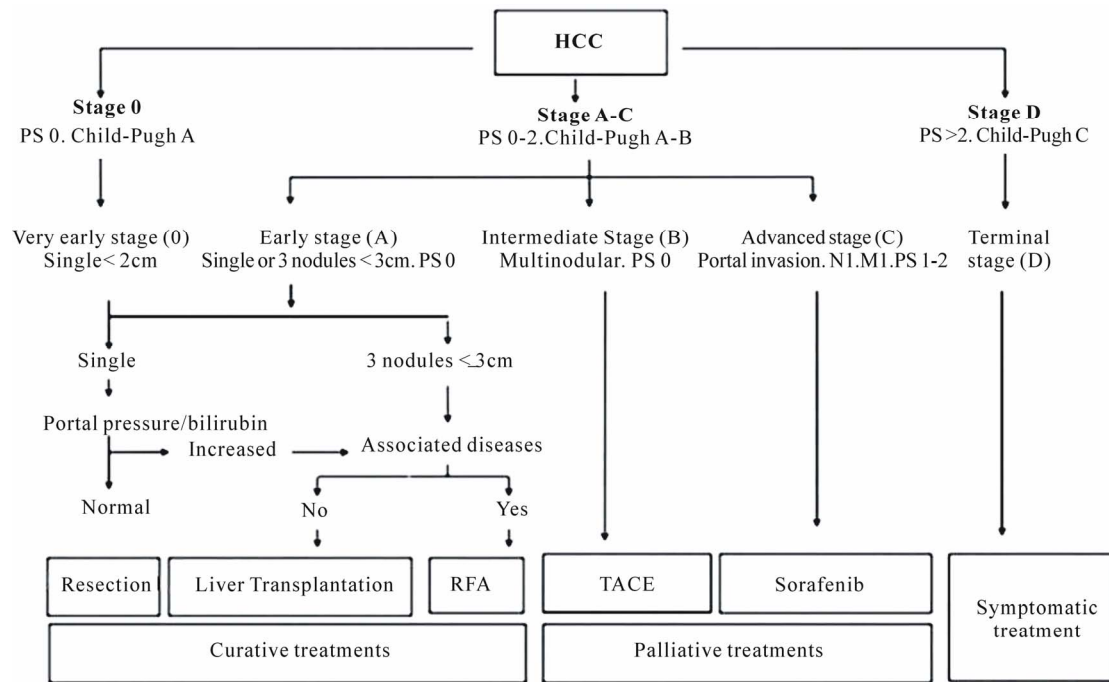 HCC
Stage 0
PS 0. Child-Pugh A
Stage A-C
PS 0-2.Child-Pugh A-B
Stage D
PS >2. Child-Pugh C
Very early stage (0)
Single< 2cm
Early stage (A)
Single or 3 nodules < 3cm. PS 0
Intermediate Stage (B)
Multinodular. PS 0
Advanced stage (C)
Portal invasion. N1.M1.PS 1-2
Terminal
stage (D)
Single
3 nodules ≤3cm
Portal pressure/bilirubin
Increased
Associated diseases
Normal
No
Yes
Resection
Liver Transplantation
RFA
TACE
Sorafenib
Symptomatic
treatment
Curative treatments
Palliative treatments